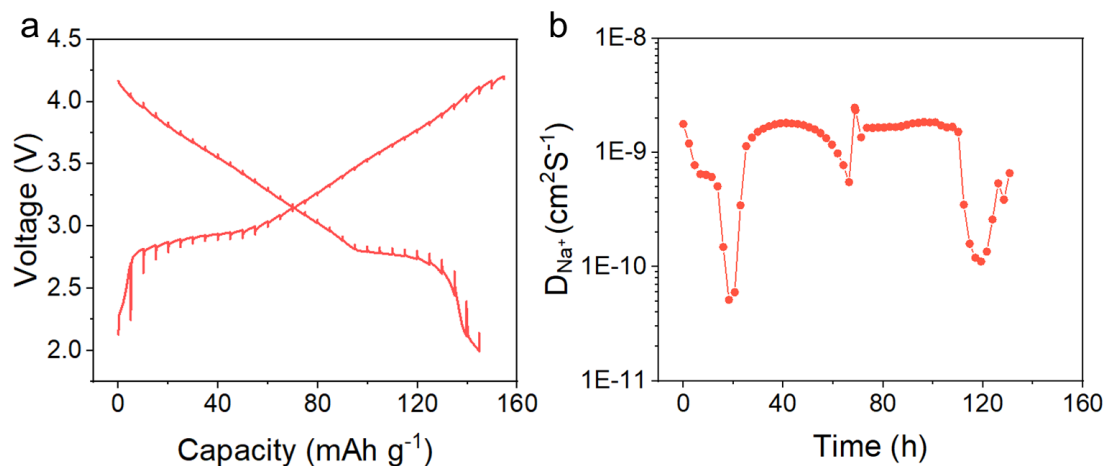 a
4.5
4.0
3.5
3.0
2.5
2.0
Voltage (V)
0
40
80
120
160
Capacity (mAh g⁻¹)
b
1E-8
1E-9
1E-10
1E-11
D_Na⁺ (cm²S⁻¹)
0
40
80
120
160
Time (h)